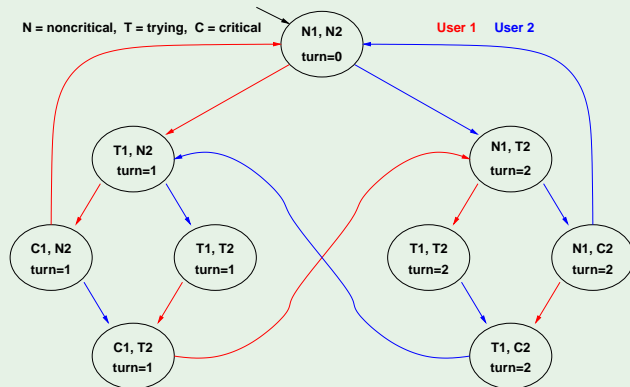 N = noncritical, T = trying, C = critical
N1, N2
turn=0
User 1 User 2
T1, N2
turn=1
N1, T2
turn=2
C1, N2
turn=1
T1, T2
turn=1
T1, T2
turn=2
N1, C2
turn=2
C1, T2
turn=1
T1, C2
turn=2